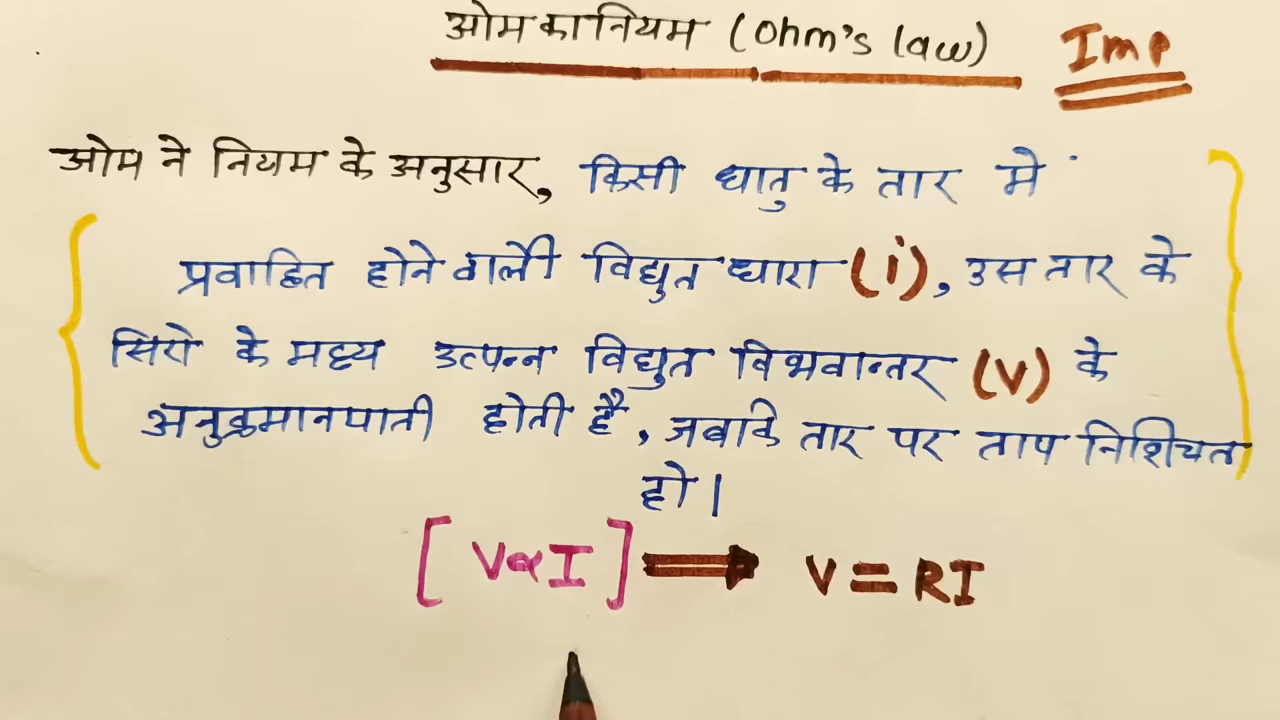 ओम का नियम (Ohm's law) Imp
ओम ने नियम के अनुसार, किसी धातु के तार में
प्रवाहित होने वाली विद्युत धारा (i), उस तार के
सिरो के मध्य उत्पन्न विद्युत विभवान्तर (V) के
अनुक्रमानपाती होती है, जबकि तार पर ताप निश्चित
हो।
[V∝I] ⟹ V=RI